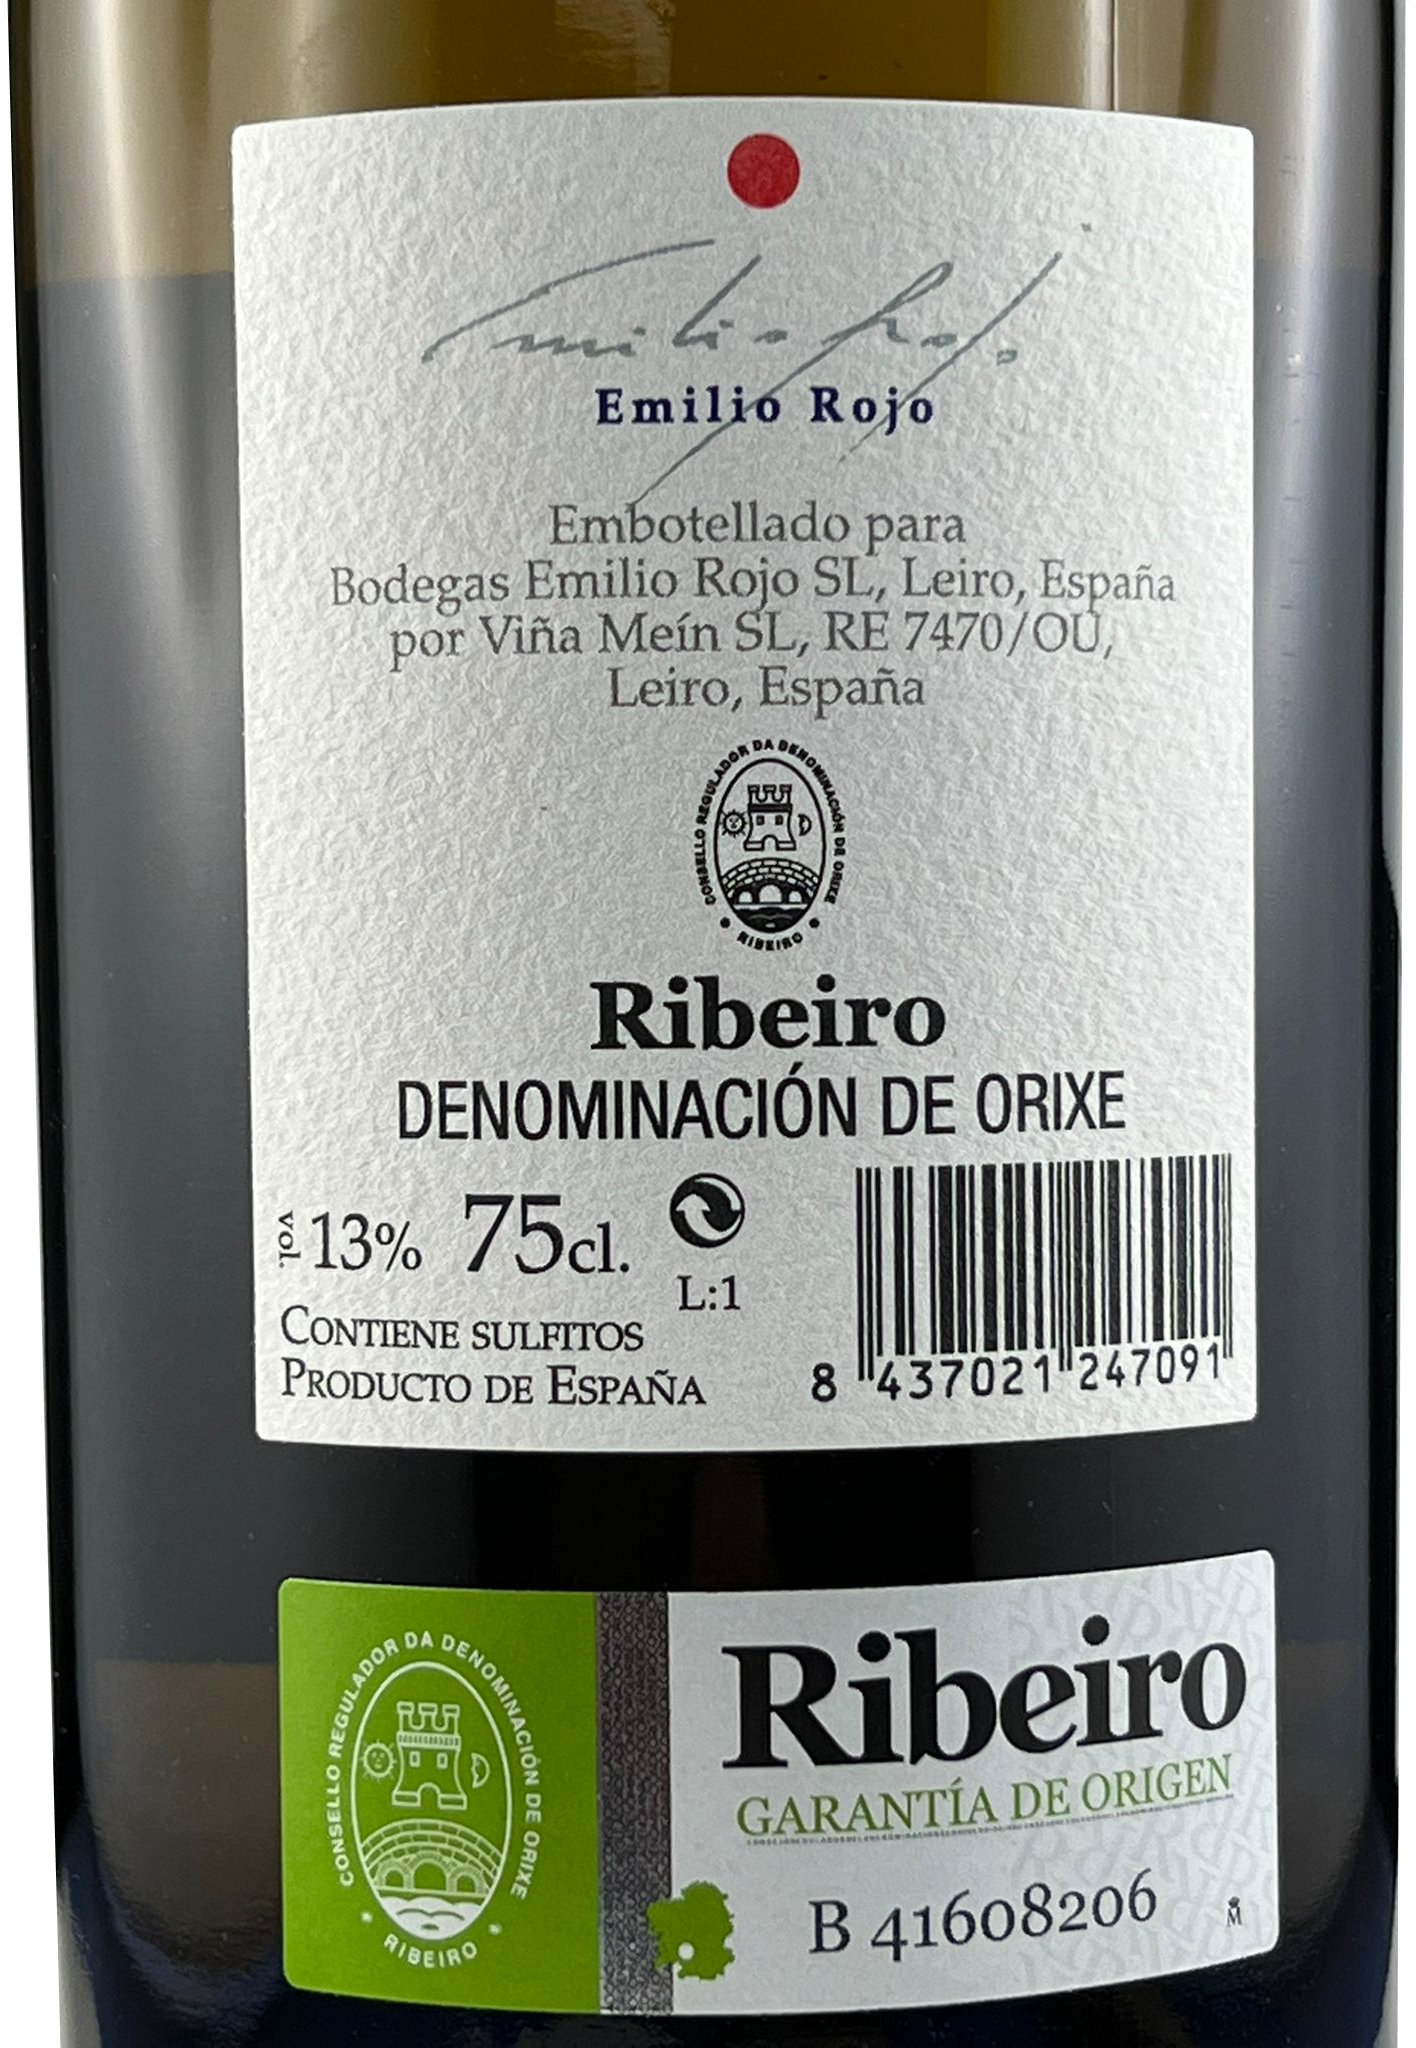 Emilio Rojo
Emilio Rojo
Embotellado para
Bodegas Emilio Rojo SL, Leiro, España
por Viña Meín SL, RE 7470/OU,
Leiro, España
CONSELLO REGULADOR DA DENOMINACIÓN DE ORIXE
RIBEIRO
Ribeiro
DENOMINACIÓN DE ORIXE
vol. 13% 75cl.
L:1
CONTIENE SULFITOS
PRODUCTO DE ESPAÑA
8 437021 247091
CONSELLO REGULADOR DA DENOMINACIÓN DE ORIXE
RIBEIRO
Ribeiro
GARANTÍA DE ORIGEN
B 41608206
M